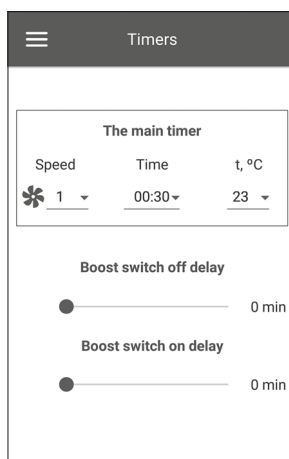 Timers
The main timer
Speed Time t, ºC
1 00:30 23
Boost switch off delay
0 min
Boost switch on delay
0 min